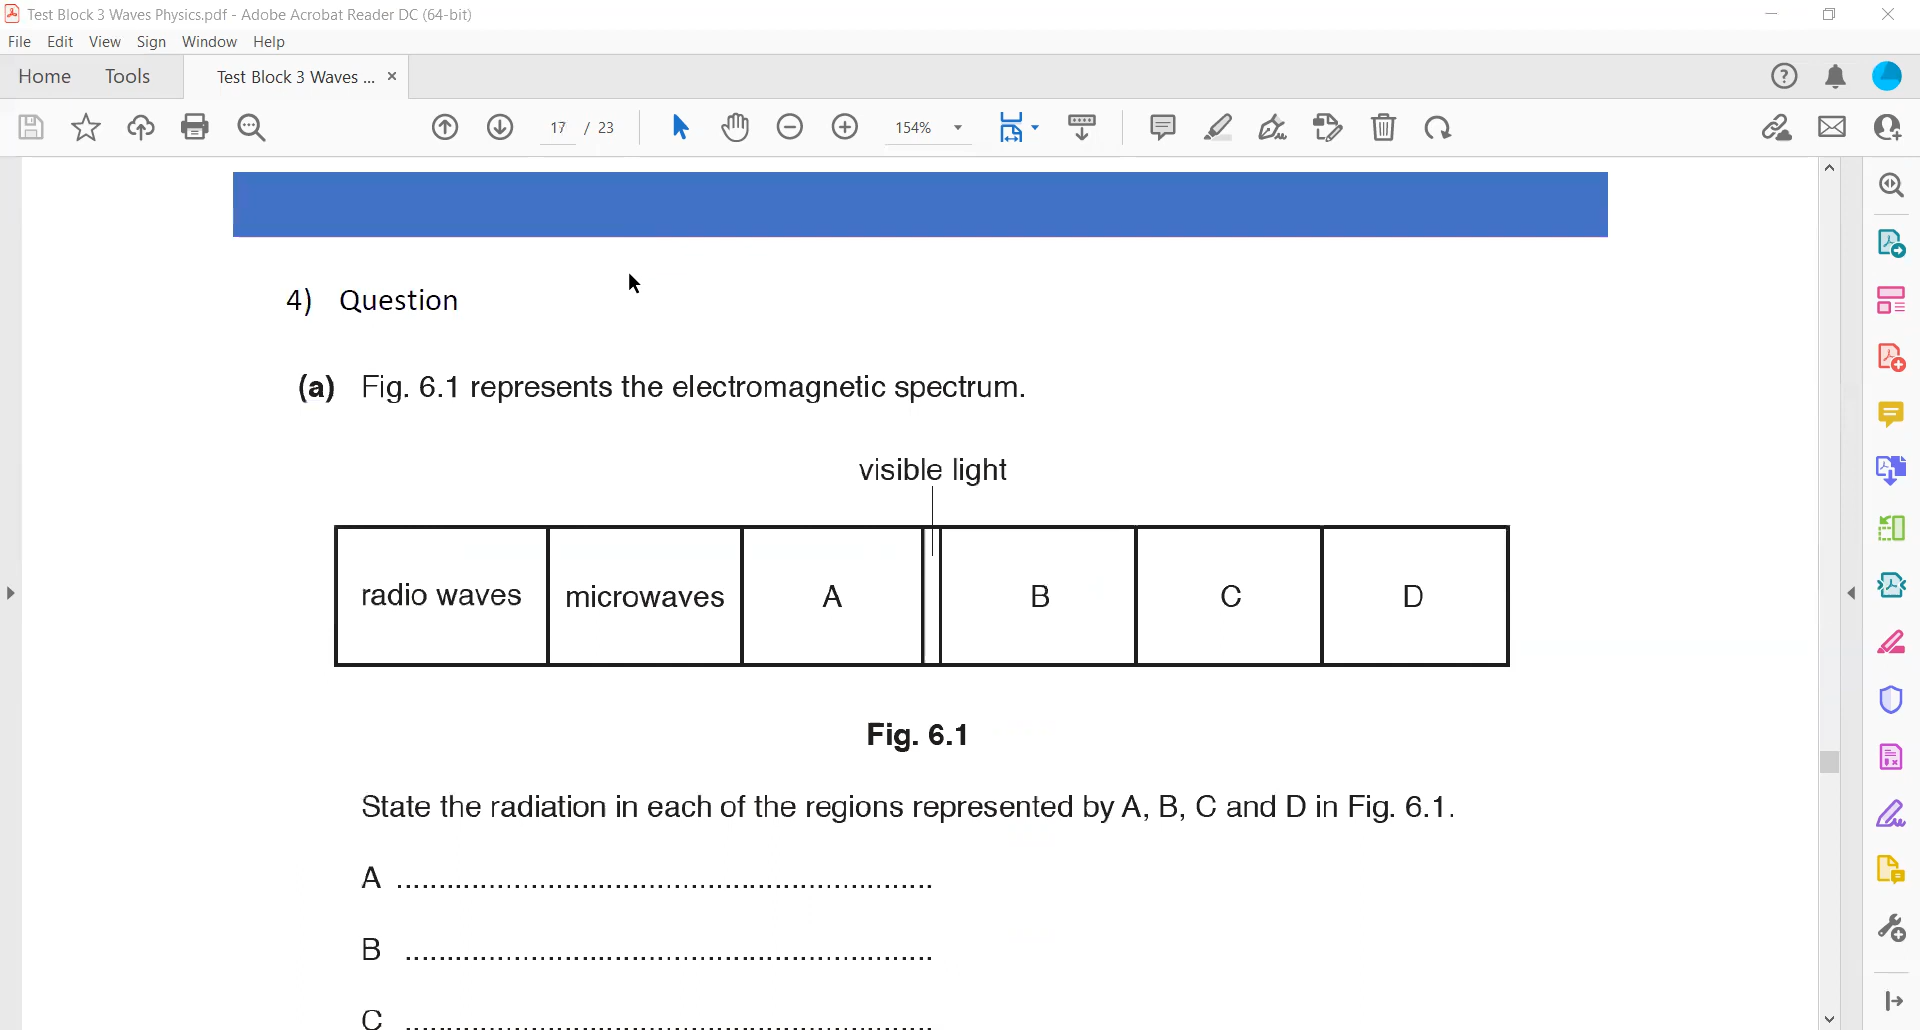 Test Block 3 Waves Physics.pdf - Adobe Acrobat Reader DC (64-bit)
File Edit View Sign Window Help
Home Tools Test Block 3 Waves ... ×
17 / 23 154%
4) Question
(a) Fig. 6.1 represents the electromagnetic spectrum.
visible light
radio waves microwaves A B C D
Fig. 6.1
State the radiation in each of the regions represented by A, B, C and D in Fig. 6.1.
A ................................................................
B ................................................................
C ................................................................